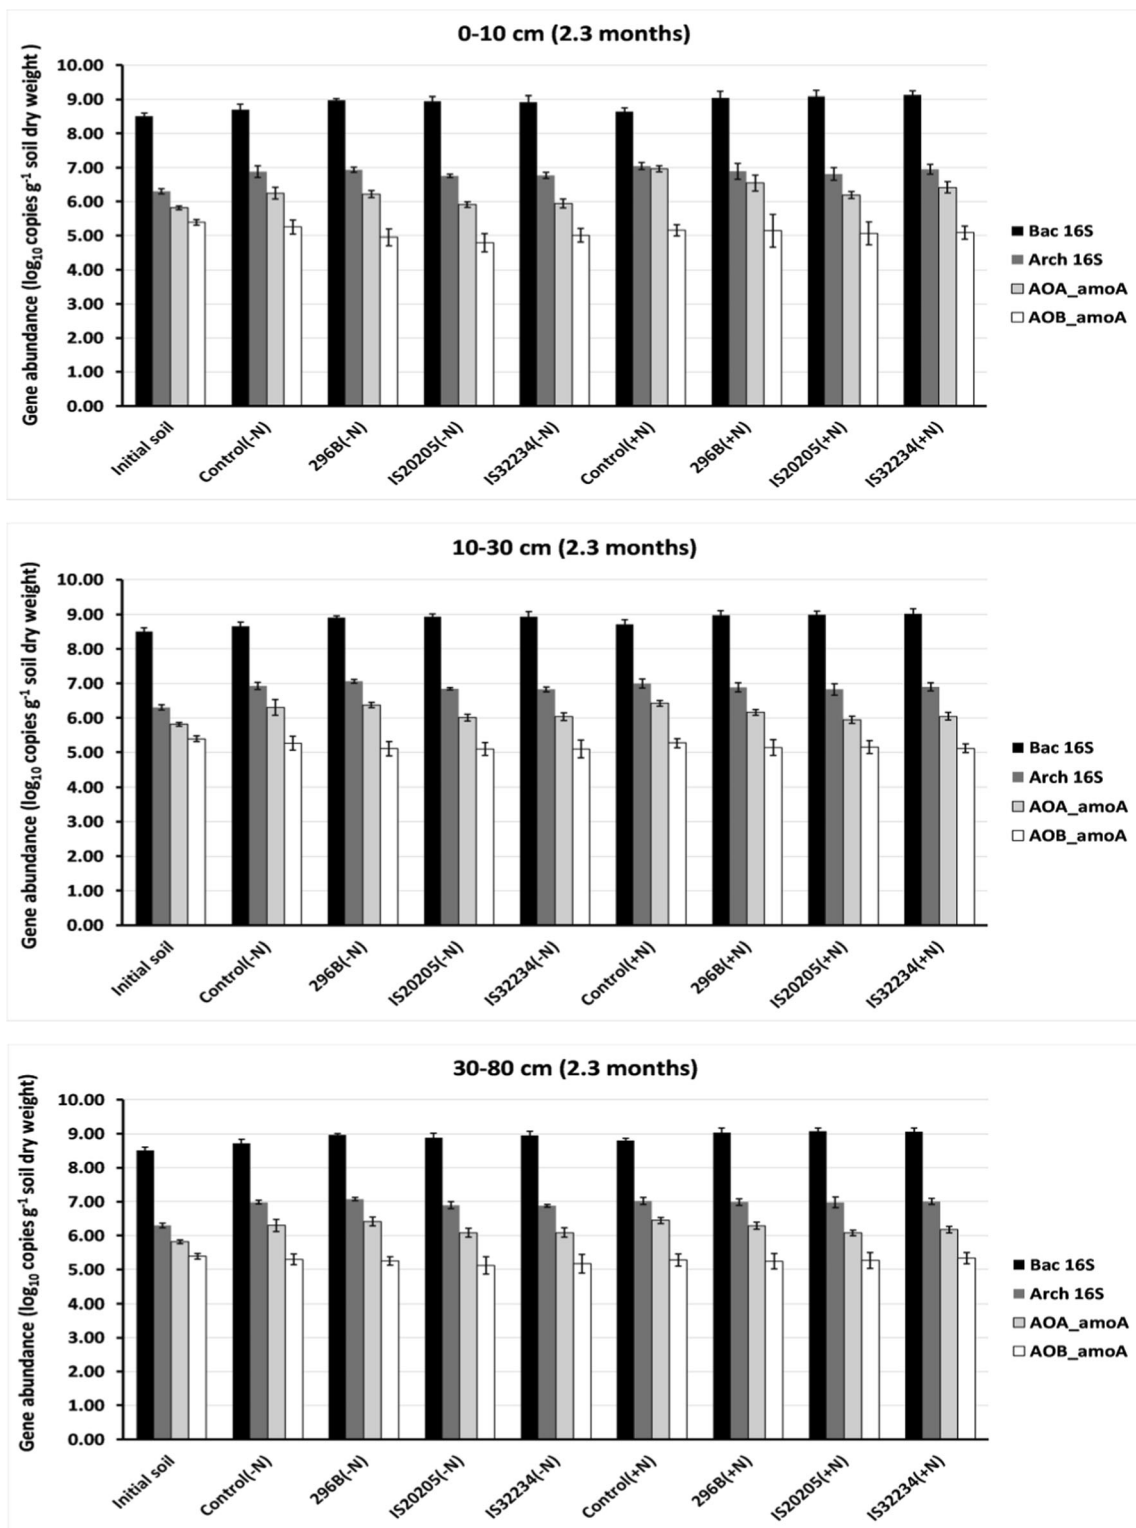 0-10 cm (2.3 months)
Gene abundance (log10 copies g-1 soil dry weight )
10.00
9.00
8.00
7.00
6.00
5.00
4.00
3.00
2.00
1.00
0.00
Initial soil
Control(-N)
296B(-N)
IS20205(-N)
IS32234(-N)
Control(+N)
296B(+N)
IS20205(+N)
IS32234(+N)
Bac 16S
Arch 16S
AOA_amoA
AOB_amoA
10-30 cm (2.3 months)
Gene abundance (log10 copies g-1 soil dry weight)
10.00
9.00
8.00
7.00
6.00
5.00
4.00
3.00
2.00
1.00
0.00
Initial soil
Control(-N)
296B(-N)
IS20205(-N)
IS32234(-N)
Control(+N)
296B(+N)
IS20205(+N)
IS32234(+N)
Bac 16S
Arch 16S
AOA_amoA
AOB_amoA
30-80 cm (2.3 months)
Gene abundance (log10 copies g-1 soil dry weight)
10.00
9.00
8.00
7.00
6.00
5.00
4.00
3.00
2.00
1.00
0.00
Initial soil
Control(-N)
296B(-N)
IS20205(-N)
IS32234(-N)
Control(+N)
296B(+N)
IS20205(+N)
IS32234(+N)
Bac 16S
Arch 16S
AOA_amoA
AOB_amoA